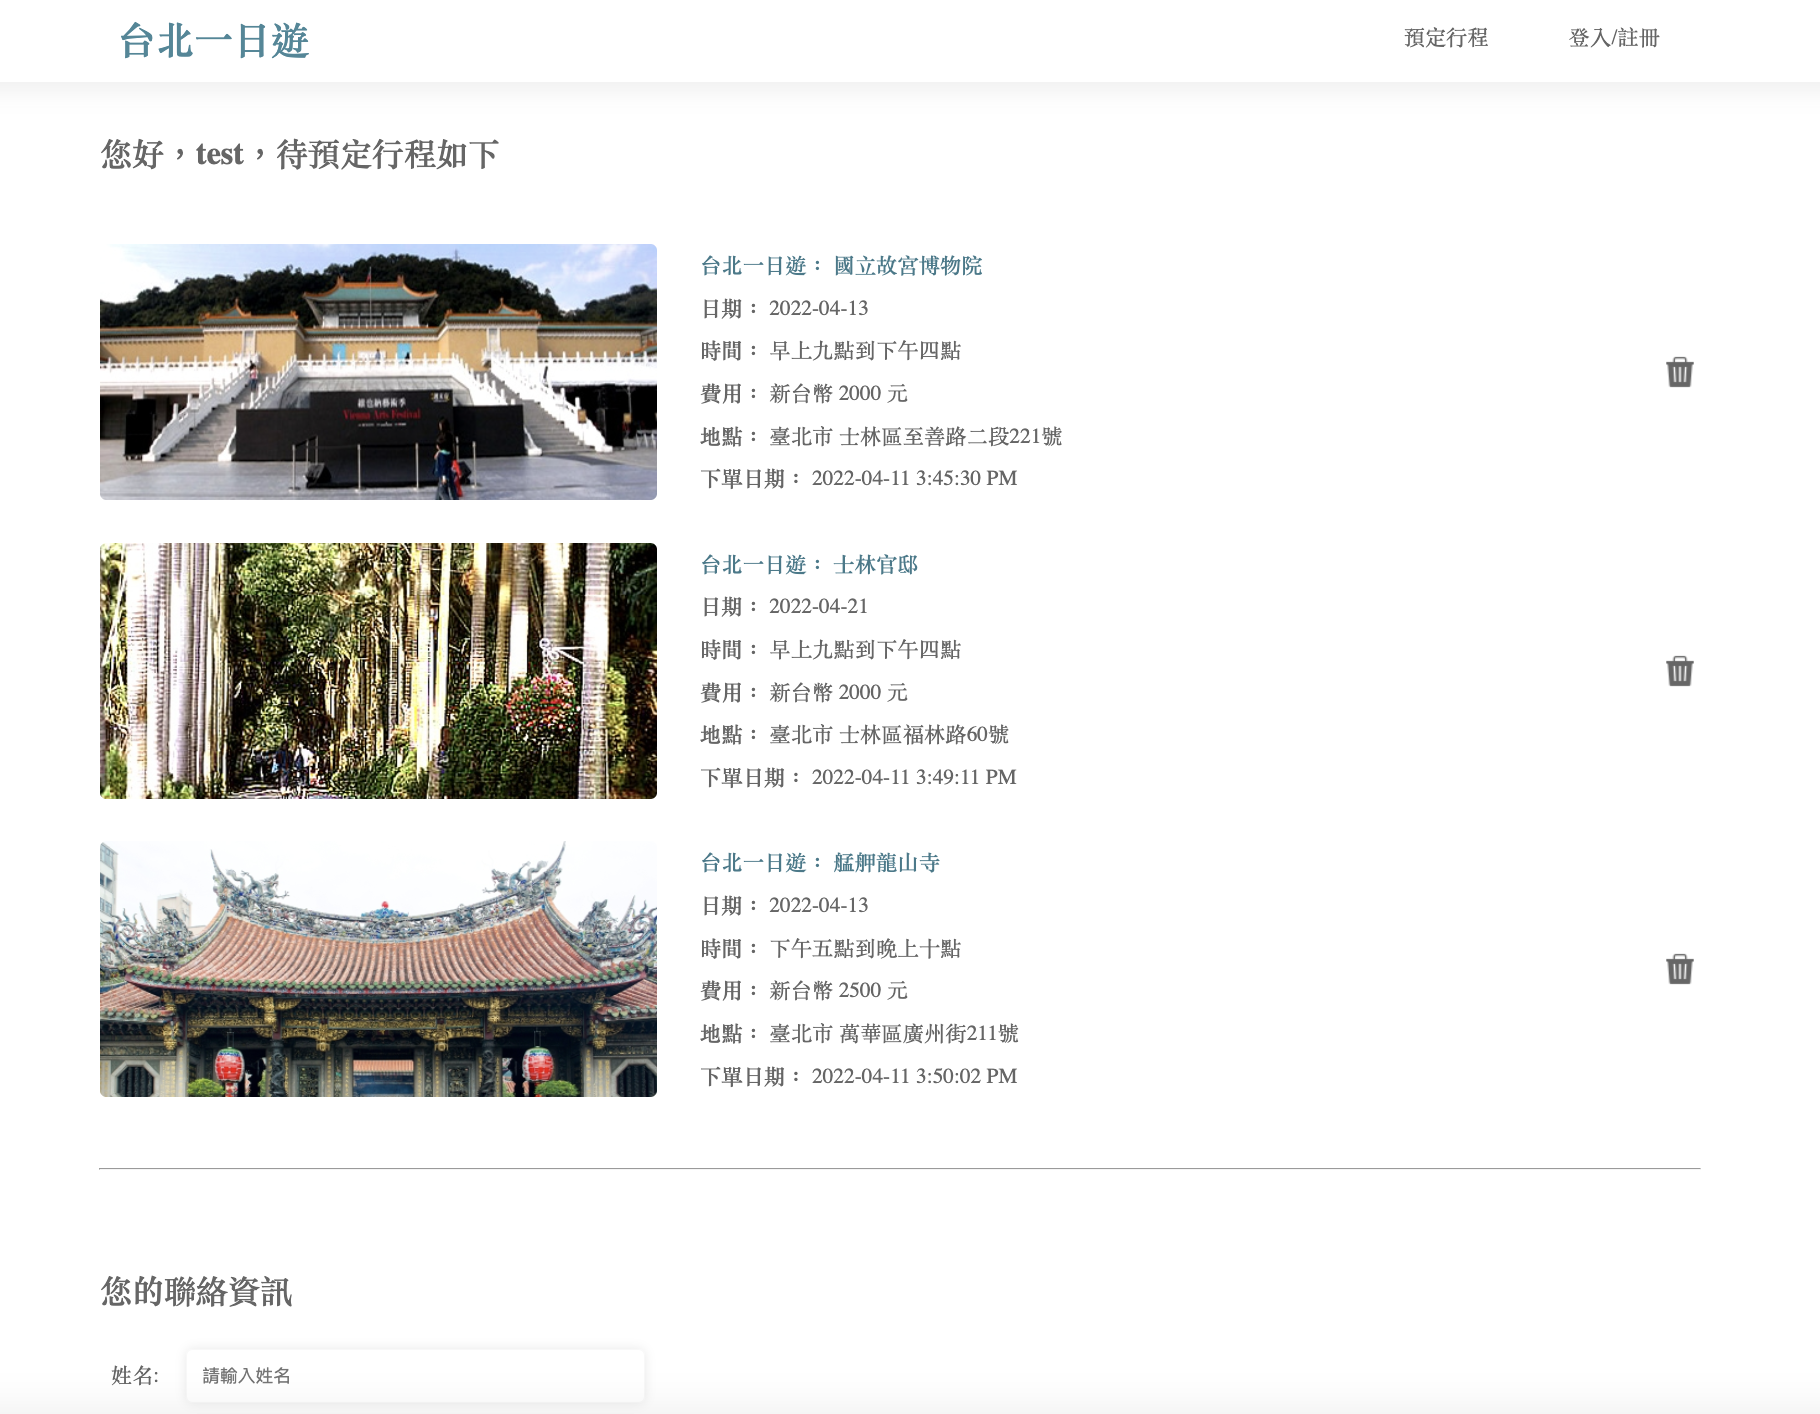 台北一日遊
預定行程
登入/註冊
您好，test，待預定行程如下
維也納藝術季
Vienna Arts Festival
台北一日遊： 國立故宮博物院
日期： 2022-04-13
時間： 早上九點到下午四點
費用： 新台幣 2000 元
地點： 臺北市 士林區至善路二段221號
下單日期： 2022-04-11 3:45:30 PM
台北一日遊： 士林官邸
日期： 2022-04-21
時間： 早上九點到下午四點
費用： 新台幣 2000 元
地點： 臺北市 士林區福林路60號
下單日期： 2022-04-11 3:49:11 PM
台北一日遊： 艋舺龍山寺
日期： 2022-04-13
時間： 下午五點到晚上十點
費用： 新台幣 2500 元
地點： 臺北市 萬華區廣州街211號
下單日期： 2022-04-11 3:50:02 PM
您的聯絡資訊
姓名:
請輸入姓名